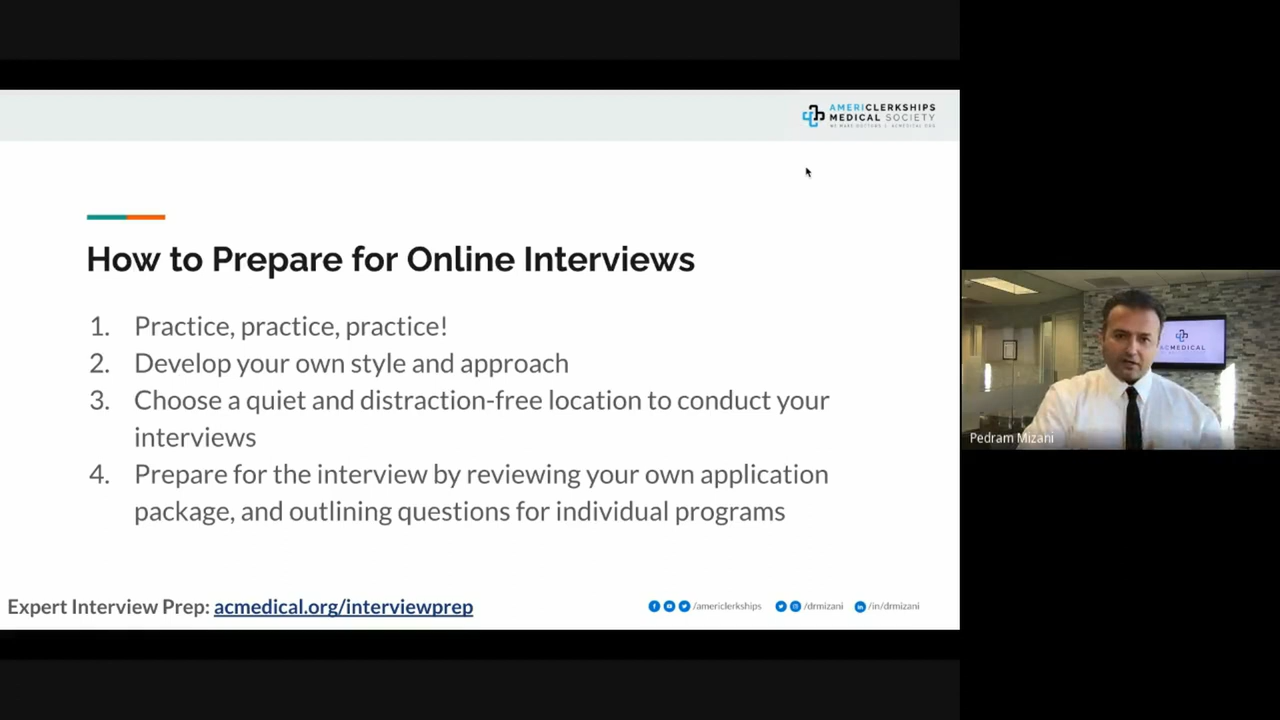 AMERICLERKSHIPS
MEDICAL SOCIETY
How to Prepare for Online Interviews
1. Practice, practice, practice!
2. Develop your own style and approach
3. Choose a quiet and distraction-free location to conduct your
interviews
4. Prepare for the interview by reviewing your own application
package, and outlining questions for individual programs
ACMEDICAL
Pedram Mizani
Expert Interview Prep: acmedical.org/interviewprep
/americlerkships /drmizani /in/drmizani